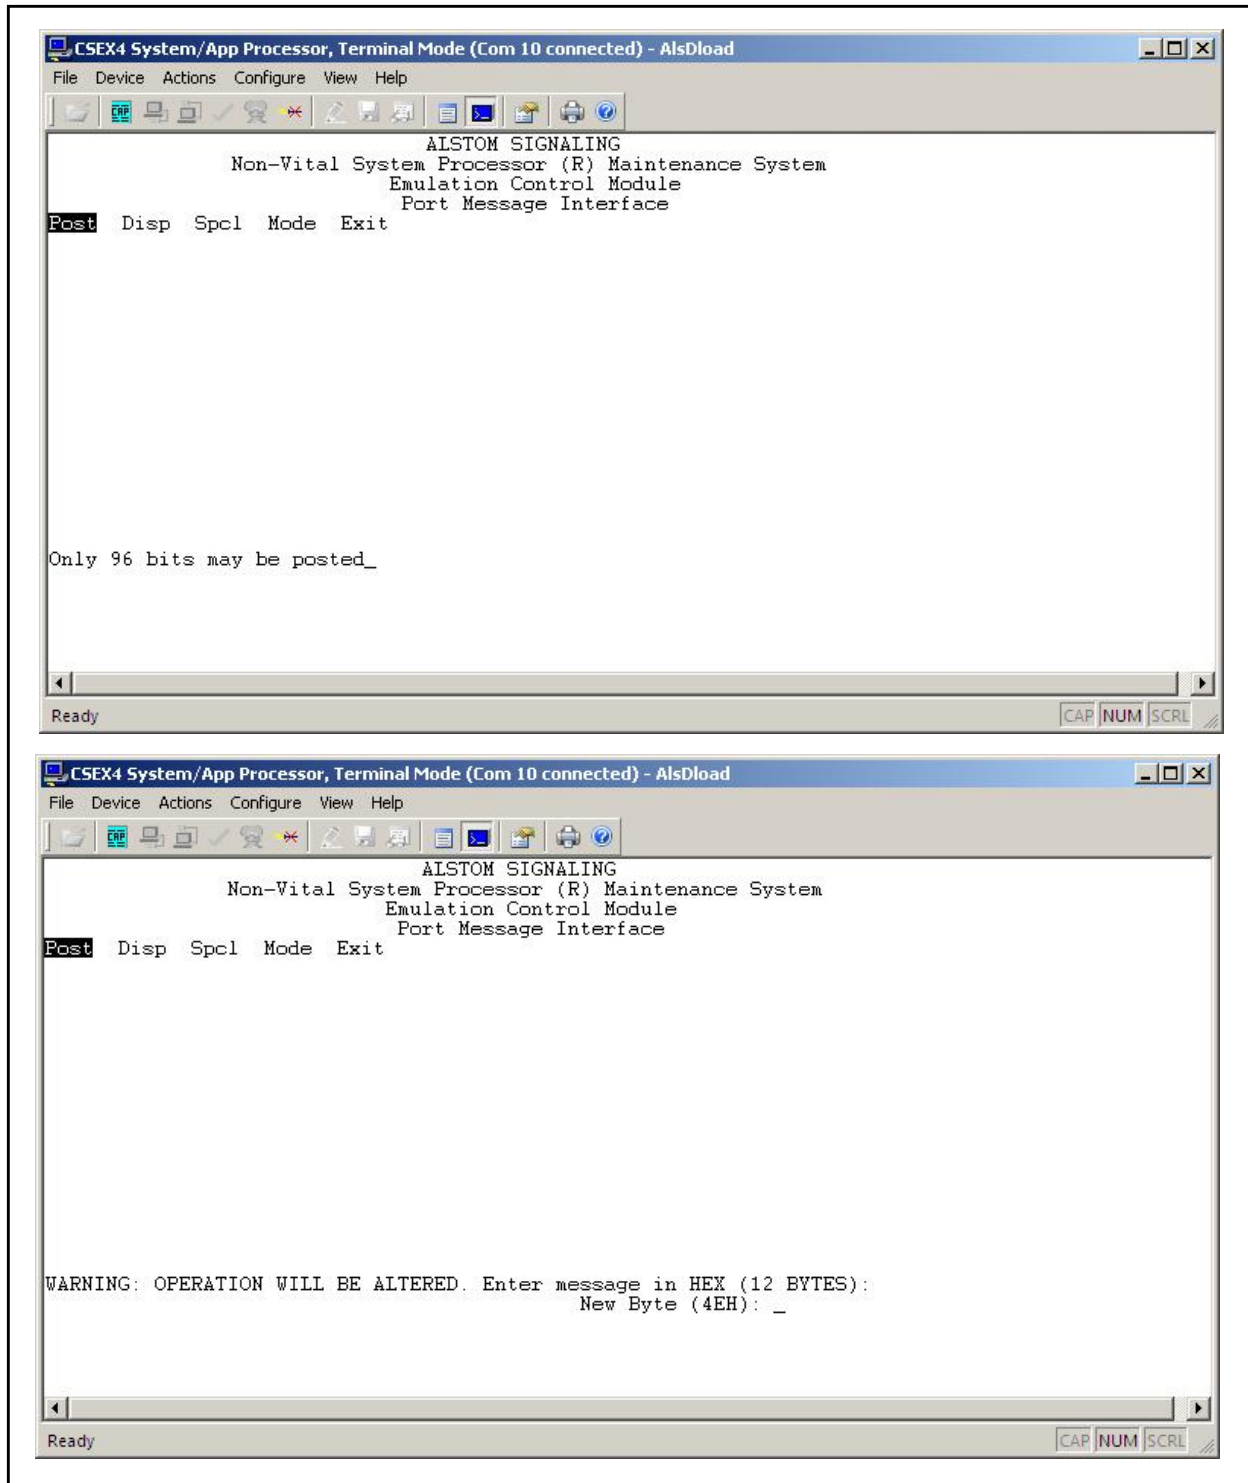 CSEX4 System/App Processor, Terminal Mode (Com 10 connected) - AlsDload
File Device Actions Configure View Help
CAP
ALSTOM SIGNALING
Non-Vital System Processor (R) Maintenance System
Emulation Control Module
Port Message Interface
Post Disp Spcl Mode Exit
Only 96 bits may be posted_
Ready CAP NUM SCRL
CSEX4 System/App Processor, Terminal Mode (Com 10 connected) - AlsDload
File Device Actions Configure View Help
CAP
ALSTOM SIGNALING
Non-Vital System Processor (R) Maintenance System
Emulation Control Module
Port Message Interface
Post Disp Spcl Mode Exit
WARNING: OPERATION WILL BE ALTERED. Enter message in HEX (12 BYTES):
New Byte (4EH): _
Ready CAP NUM SCRL